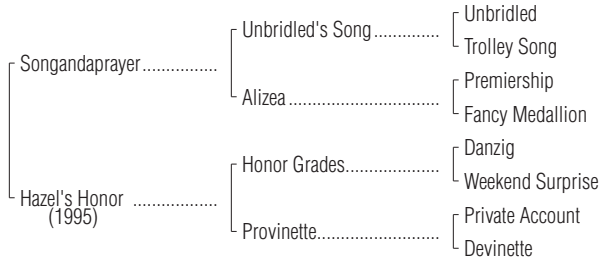 Unbridled
Unbridled's Song..............
Trolley Song
Songandaprayer................
Premiership
Alizea................................
Fancy Medallion
Danzig
Honor Grades....................
Weekend Surprise
Hazel's Honor ..................
(1995)
Private Account
Provinette..........................
Devinette